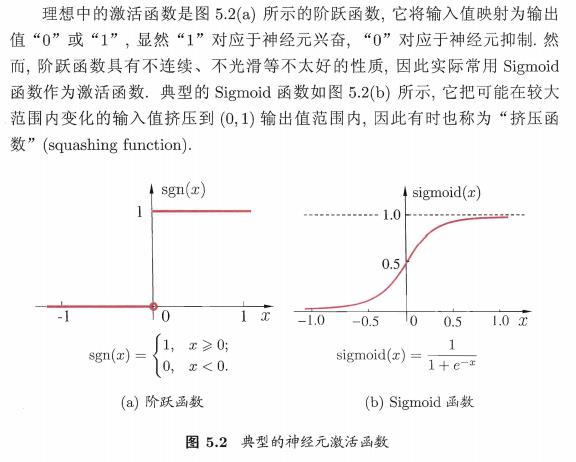 理想中的激活函数是图 5.2(a) 所示的阶跃函数, 它将输入值映射为输出
值 “0” 或 “1” , 显然 “1” 对应于神经元兴奋, “0” 对应于神经元抑制. 然
而, 阶跃函数具有不连续、不光滑等不太好的性质, 因此实际常用 Sigmoid
函数作为激活函数. 典型的 Sigmoid 函数如图 5.2(b) 所示, 它把可能在较大
范围内变化的输入值挤压到 (0, 1) 输出值范围内, 因此有时也称为 “挤压函
数” (squashing function).
sgn(x)
1
-1 0 1 x
sgn(x) = { 1, x ⩾ 0;
0, x < 0.
(a) 阶跃函数
sigmoid(x)
1.0
0.5
-1.0 -0.5 0 0.5 1.0 x
sigmoid(x) = 1 / (1 + e^{-x})
(b) Sigmoid 函数
图 5.2 典型的神经元激活函数